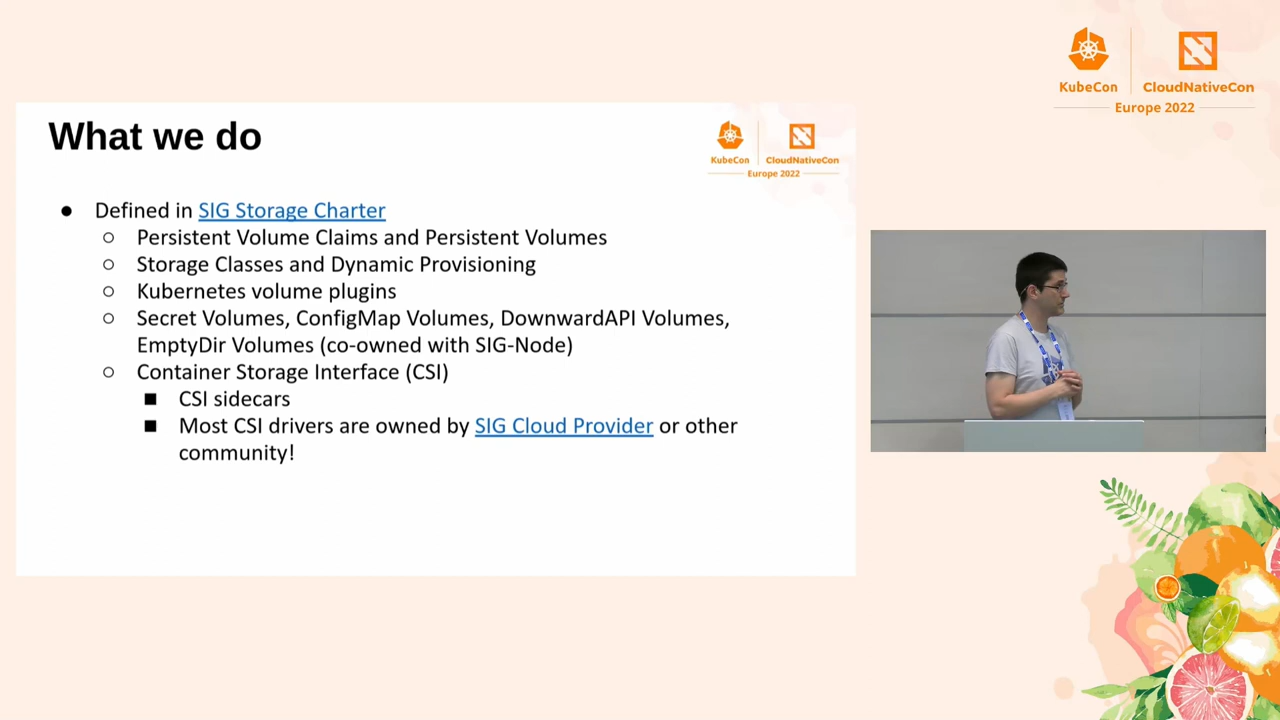 KubeCon
CloudNativeCon
Europe 2022
What we do
KubeCon
CloudNativeCon
Europe 2022
● Defined in SIG Storage Charter
○ Persistent Volume Claims and Persistent Volumes
○ Storage Classes and Dynamic Provisioning
○ Kubernetes volume plugins
○ Secret Volumes, ConfigMap Volumes, DownwardAPI Volumes,
EmptyDir Volumes (co-owned with SIG-Node)
○ Container Storage Interface (CSI)
■ CSI sidecars
■ Most CSI drivers are owned by SIG Cloud Provider or other
community!